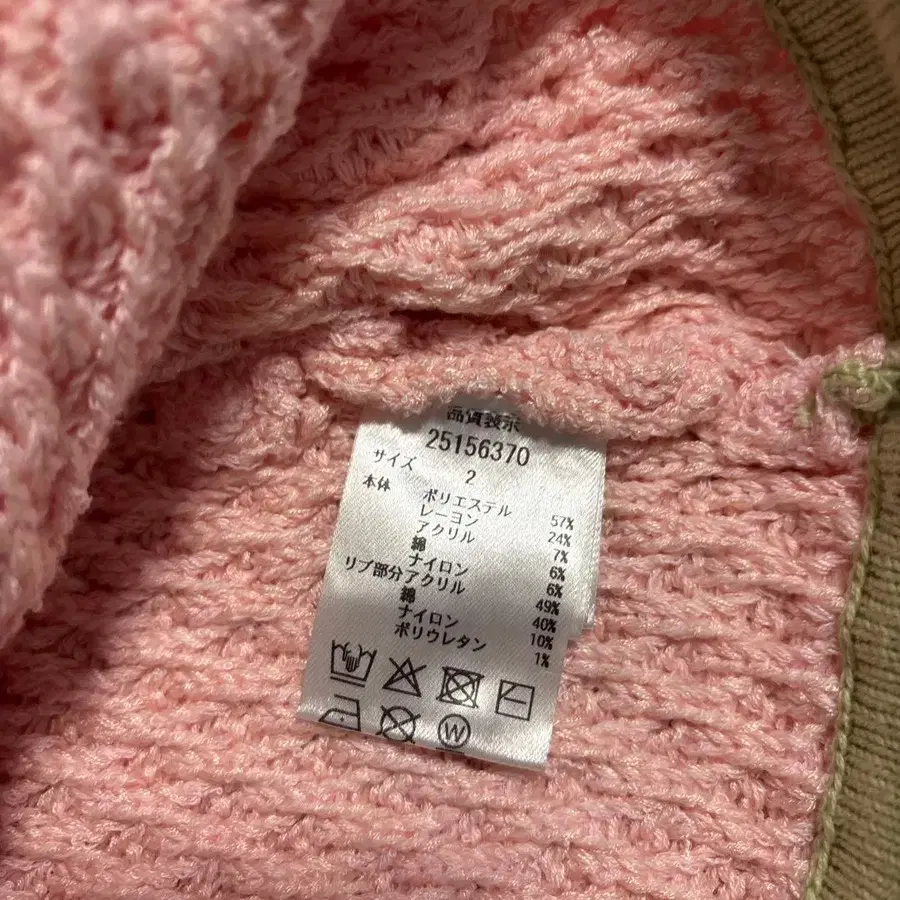 品質表示
25156370
サイズ 2
本体 ポリエステル 57%
レーヨン 24%
アクリル 7%
綿 6%
ナイロン 6%
リブ部分アクリル 49%
綿 40%
ナイロン 10%
ポリウレタン 1%
W